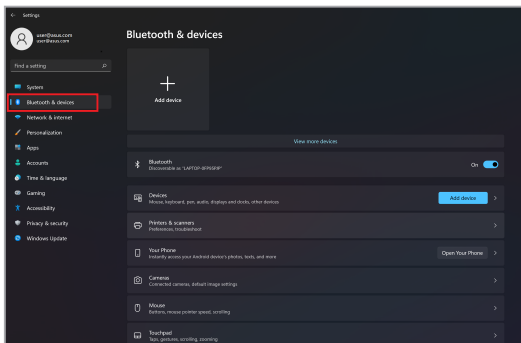 Settings
user@asus.com
user@asus.com
Find a setting
System
Bluetooth & devices
Network & internet
Personalization
Apps
Accounts
Time & language
Gaming
Accessibility
Privacy & security
Windows Update
Bluetooth & devices
Add device
View more devices
Bluetooth
Discoverable as "LAPTOP-8FPNSP8P"
On
Devices
Mouse, keyboard, pen, audio, displays and docks, other devices
Add device
Printers & scanners
Preferences, troubleshoot
Your Phone
Instantly access your Android device's photos, texts, and more
Open Your Phone
Cameras
Connected cameras, default image settings
Mouse
Buttons, mouse pointer speed, scrolling
Touchpad
Taps, gestures, scrolling, zooming